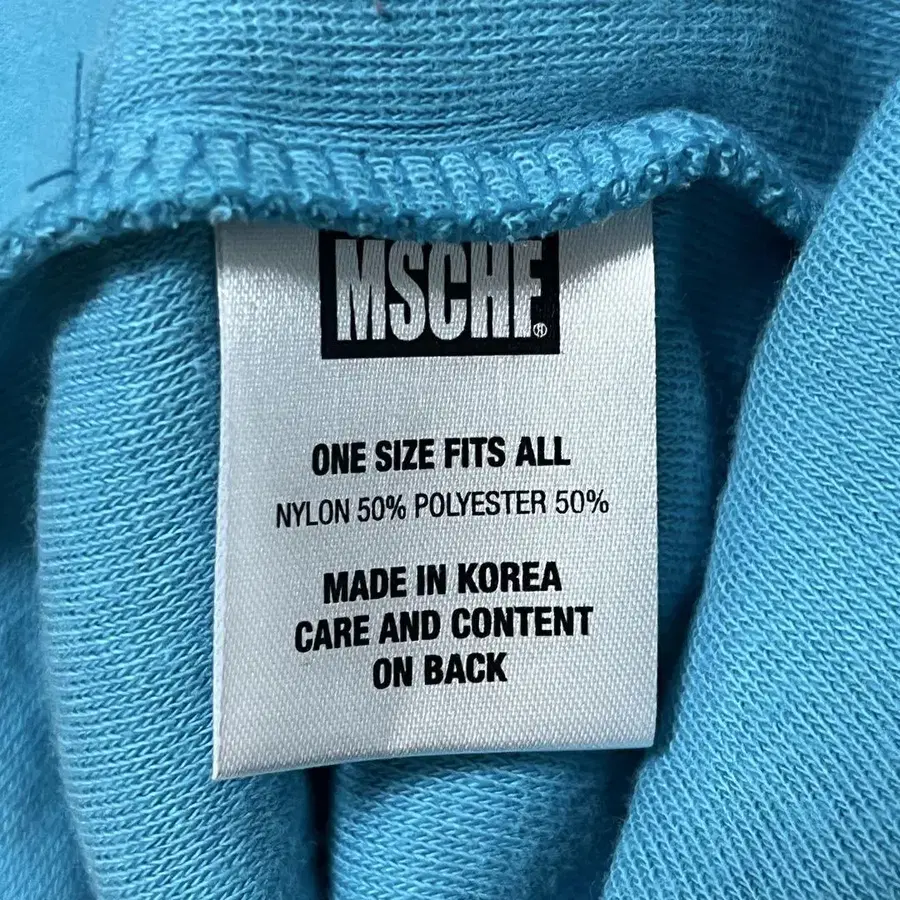 MSCHF®
ONE SIZE FITS ALL
NYLON 50% POLYESTER 50%
MADE IN KOREA
CARE AND CONTENT
ON BACK